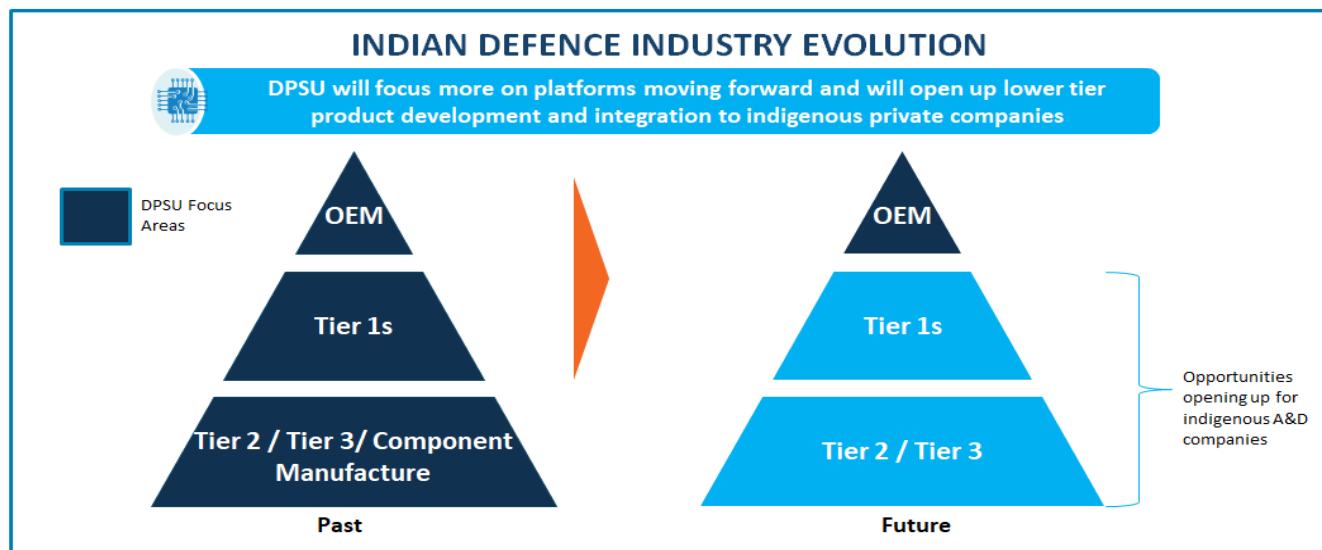 INDIAN DEFENCE INDUSTRY EVOLUTION
DPSU will focus more on platforms moving forward and will open up lower tier
product development and integration to indigenous private companies
DPSU Focus
Areas
OEM
Tier 1s
Tier 2 / Tier 3/ Component
Manufacture
Past
OEM
Tier 1s
Tier 2 / Tier 3
Future
Opportunities
opening up for
indigenous A&D
companies